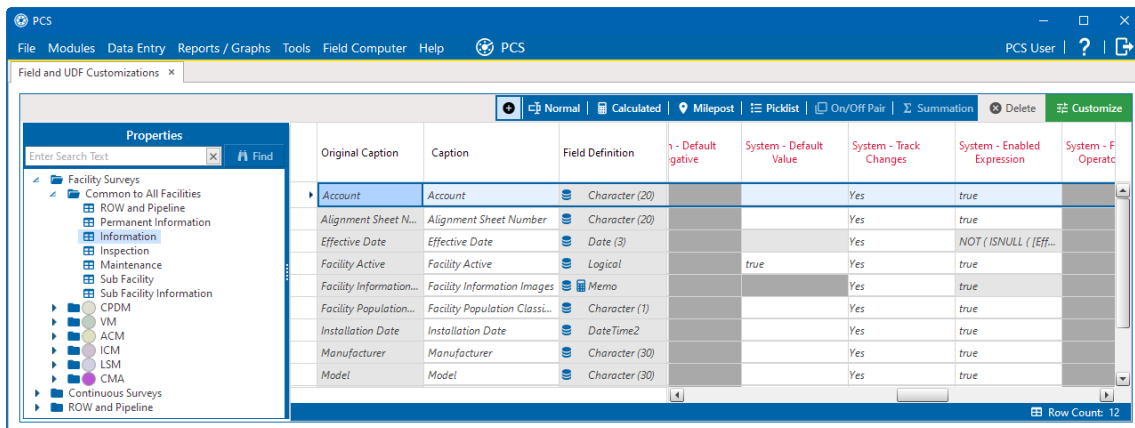 PCS
File Modules Data Entry Reports / Graphs Tools Field Computer Help PCS PCS User ?
Field and UDF Customizations ×
Normal Calculated Milepost Picklist On/Off Pair Σ Summation Delete Customize
Properties
Enter Search Text × Find
Facility Surveys
Common to All Facilities
ROW and Pipeline
Permanent Information
Information
Inspection
Maintenance
Sub Facility
Sub Facility Information
CPDM
VM
ACM
ICM
LSM
CMA
Continuous Surveys
ROW and Pipeline
Original Caption Caption Field Definition n - Default gative System - Default Value System - Track Changes System - Enabled Expression System - F Operato
Account Account Character (20) Yes true
Alignment Sheet N... Alignment Sheet Number Character (20) Yes true
Effective Date Effective Date Date (3) Yes NOT ( ISNULL ( [Eff...
Facility Active Facility Active Logical true Yes true
Facility Information... Facility Information Images Memo Yes true
Facility Population... Facility Population Classi... Character (1) Yes true
Installation Date Installation Date DateTime2 Yes true
Manufacturer Manufacturer Character (30) Yes true
Model Model Character (30) Yes true
Row Count: 12